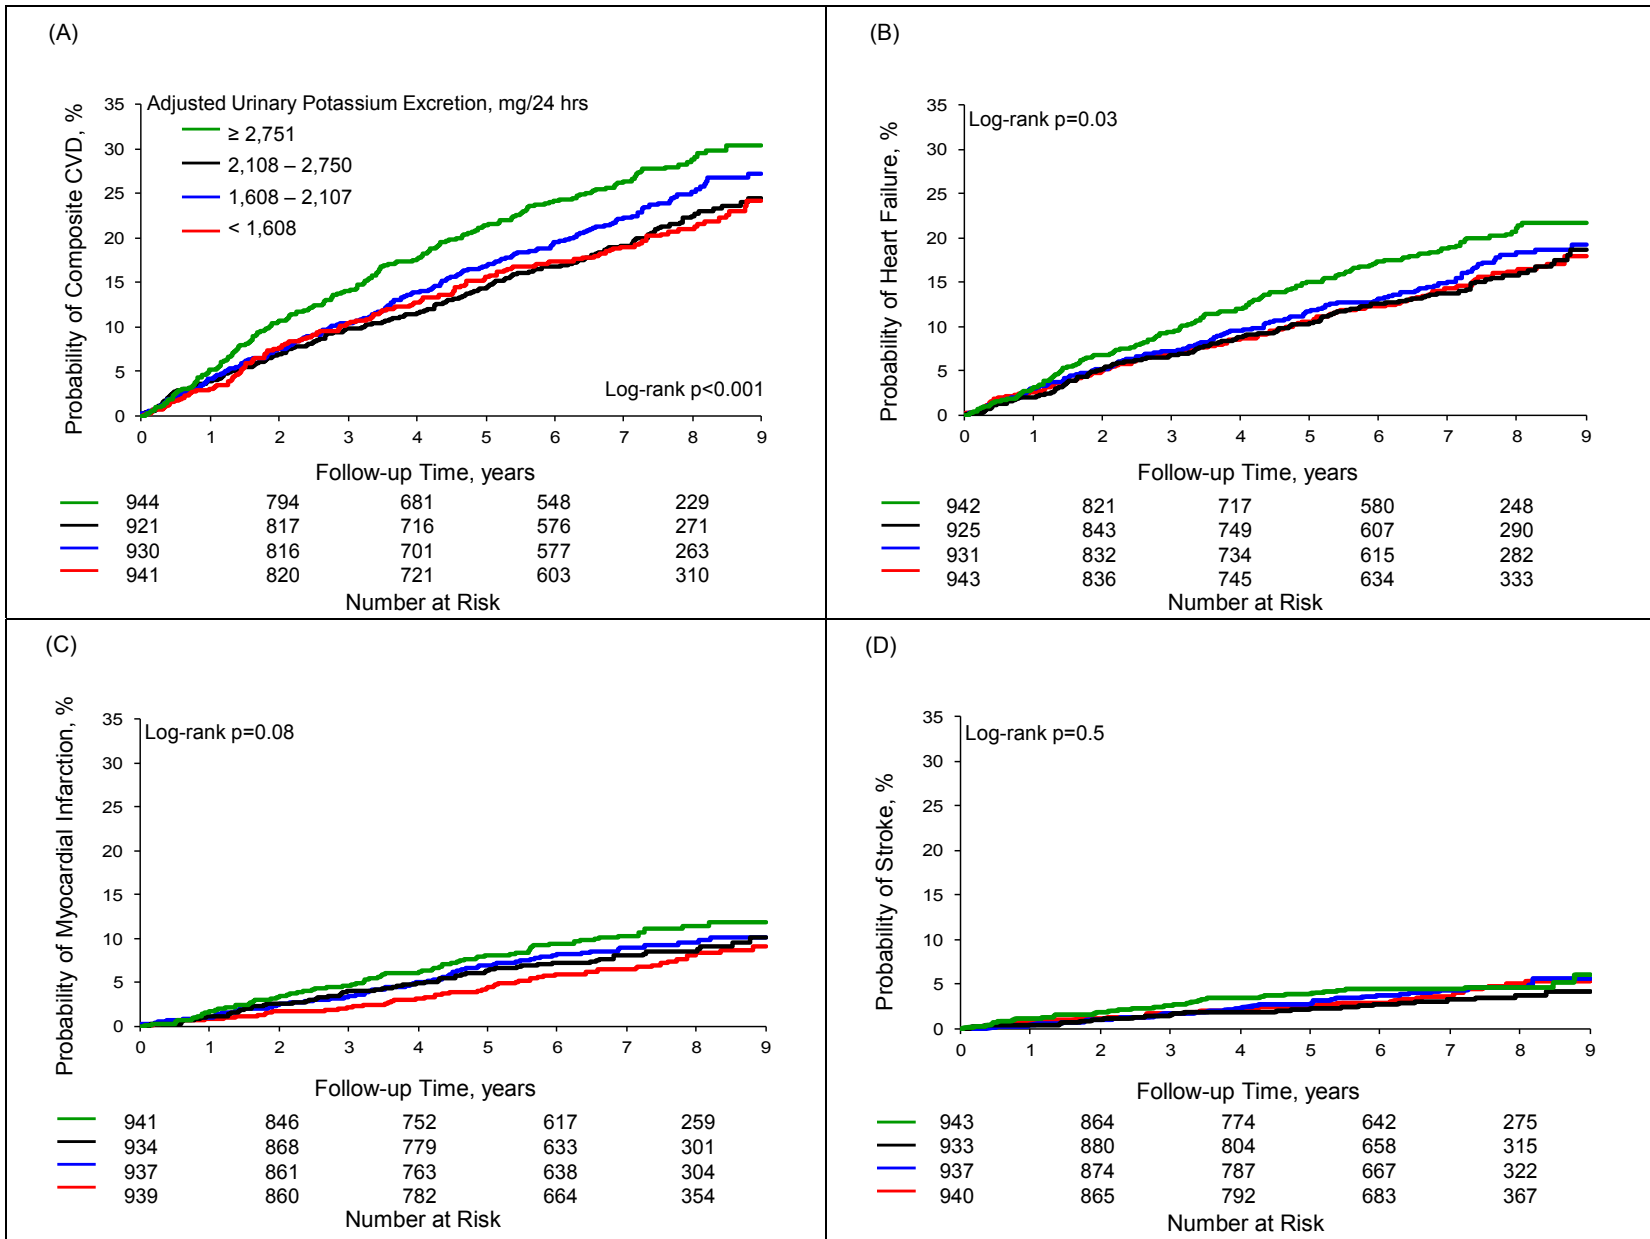 (A)
Probability of Composite CVD, %
Adjusted Urinary Potassium Excretion, mg/24 hrs
≥ 2,751
2,108 – 2,750
1,608 – 2,107
< 1,608
35
30
25
20
15
10
5
0
Log-rank p<0.001
0 1 2 3 4 5 6 7 8 9
Follow-up Time, years
944 794 681 548 229
921 817 716 576 271
930 816 701 577 263
941 820 721 603 310
Number at Risk
(B)
Probability of Heart Failure, %
Log-rank p=0.03
35
30
25
20
15
10
5
0
0 1 2 3 4 5 6 7 8 9
Follow-up Time, years
942 821 717 580 248
925 843 749 607 290
931 832 734 615 282
943 836 745 634 333
Number at Risk
(C)
Probability of Myocardial Infarction, %
Log-rank p=0.08
35
30
25
20
15
10
5
0
0 1 2 3 4 5 6 7 8 9
Follow-up Time, years
941 846 752 617 259
934 868 779 633 301
937 861 763 638 304
939 860 782 664 354
Number at Risk
(D)
Probability of Stroke, %
Log-rank p=0.5
35
30
25
20
15
10
5
0
0 1 2 3 4 5 6 7 8 9
Follow-up Time, years
943 864 774 642 275
933 880 804 658 315
937 874 787 667 322
940 865 792 683 367
Number at Risk